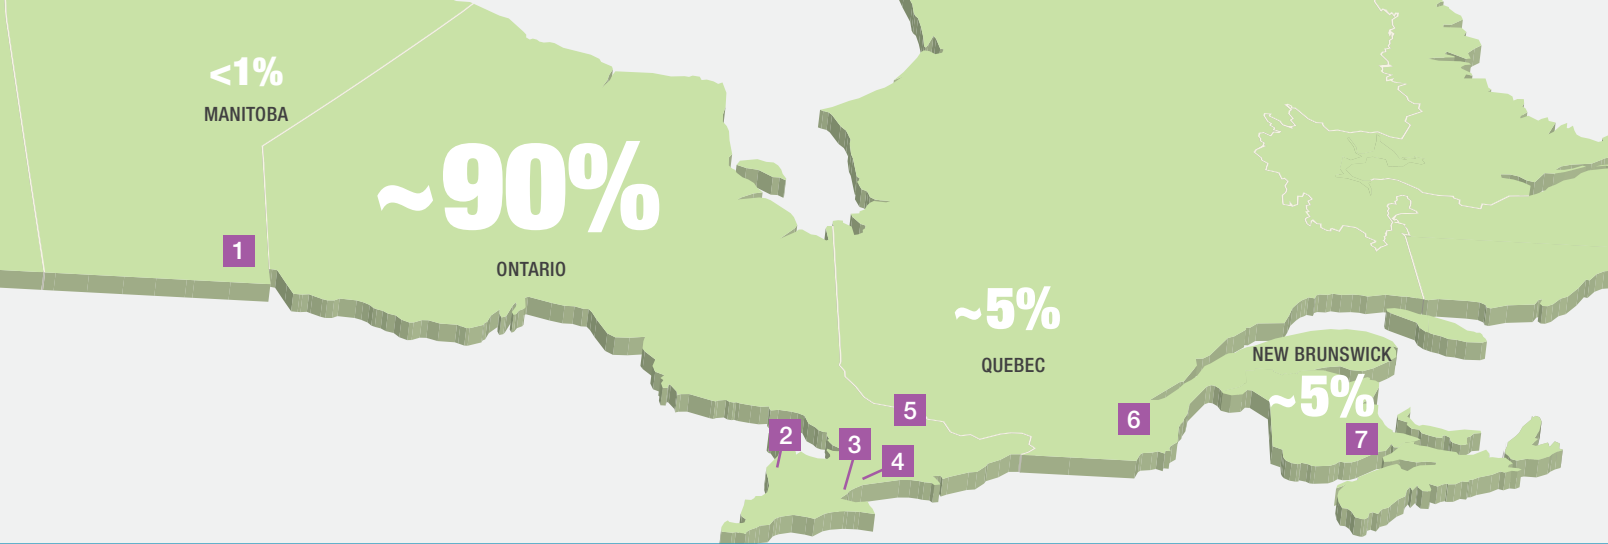 <1%
MANITOBA
~90%
ONTARIO
1
~5%
QUEBEC
NEW BRUNSWICK
~5%
2
3
4
5
6
7